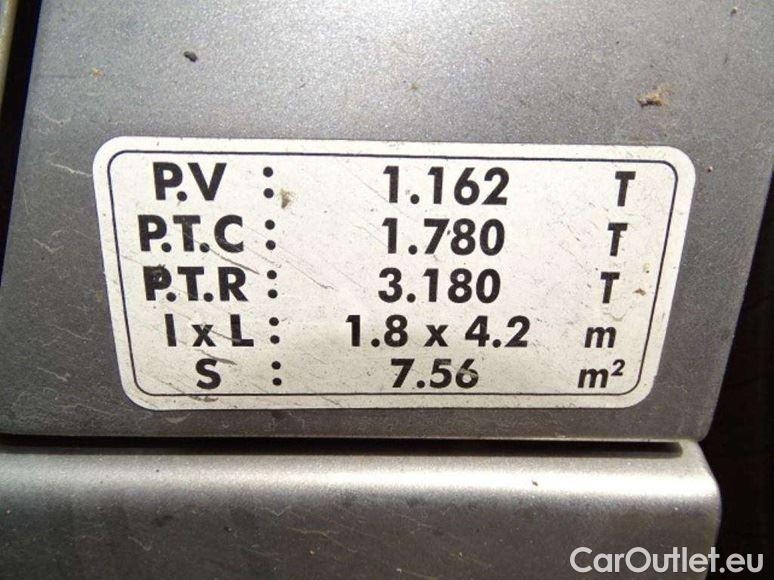 P.V : 1.162 T
P.T.C : 1.780 T
P.T.R : 3.180 T
l x L : 1.8 x 4.2 m
S : 7.56 m²
CarOutlet.eu